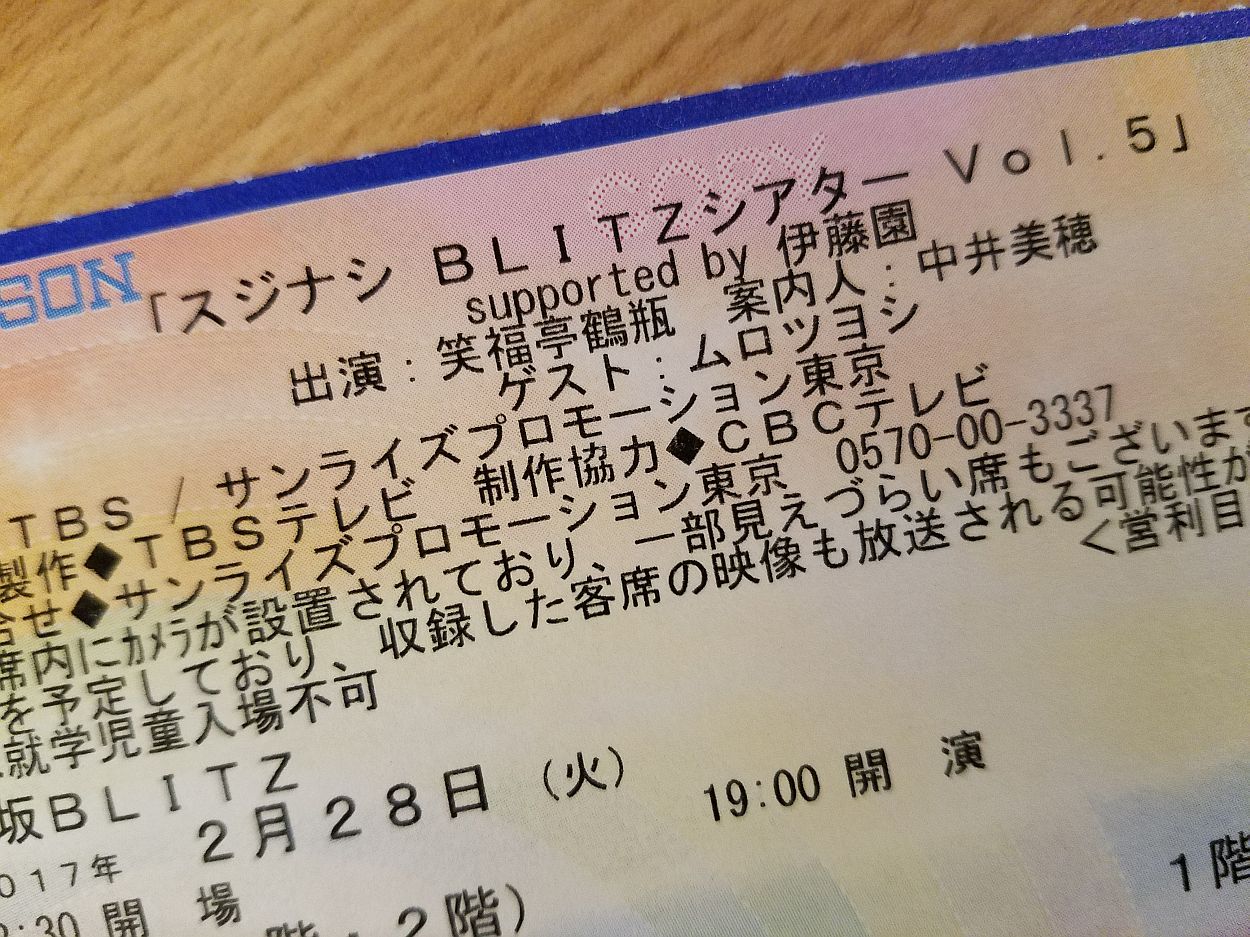 COPY
SON
「スジナシ BLITZシアター Vol.5」
supported by 伊藤園
出演:笑福亭鶴瓶 案内人:中井美穂
ゲスト:ムロツヨシ
TBS / サンライズプロモーション東京
製作◆TBSテレビ 制作協力◆CBCテレビ
合せ◆サンライズプロモーション東京 0570-00-3337
席内にカメラが設置されており、一部見えづらい席もございます
を予定しており、収録した客席の映像も放送される可能性が
就学児童入場不可 <営利目
坂BLITZ
017年 2月28日(火) 19:00 開 演
:30 開 場 1階
階・2階)